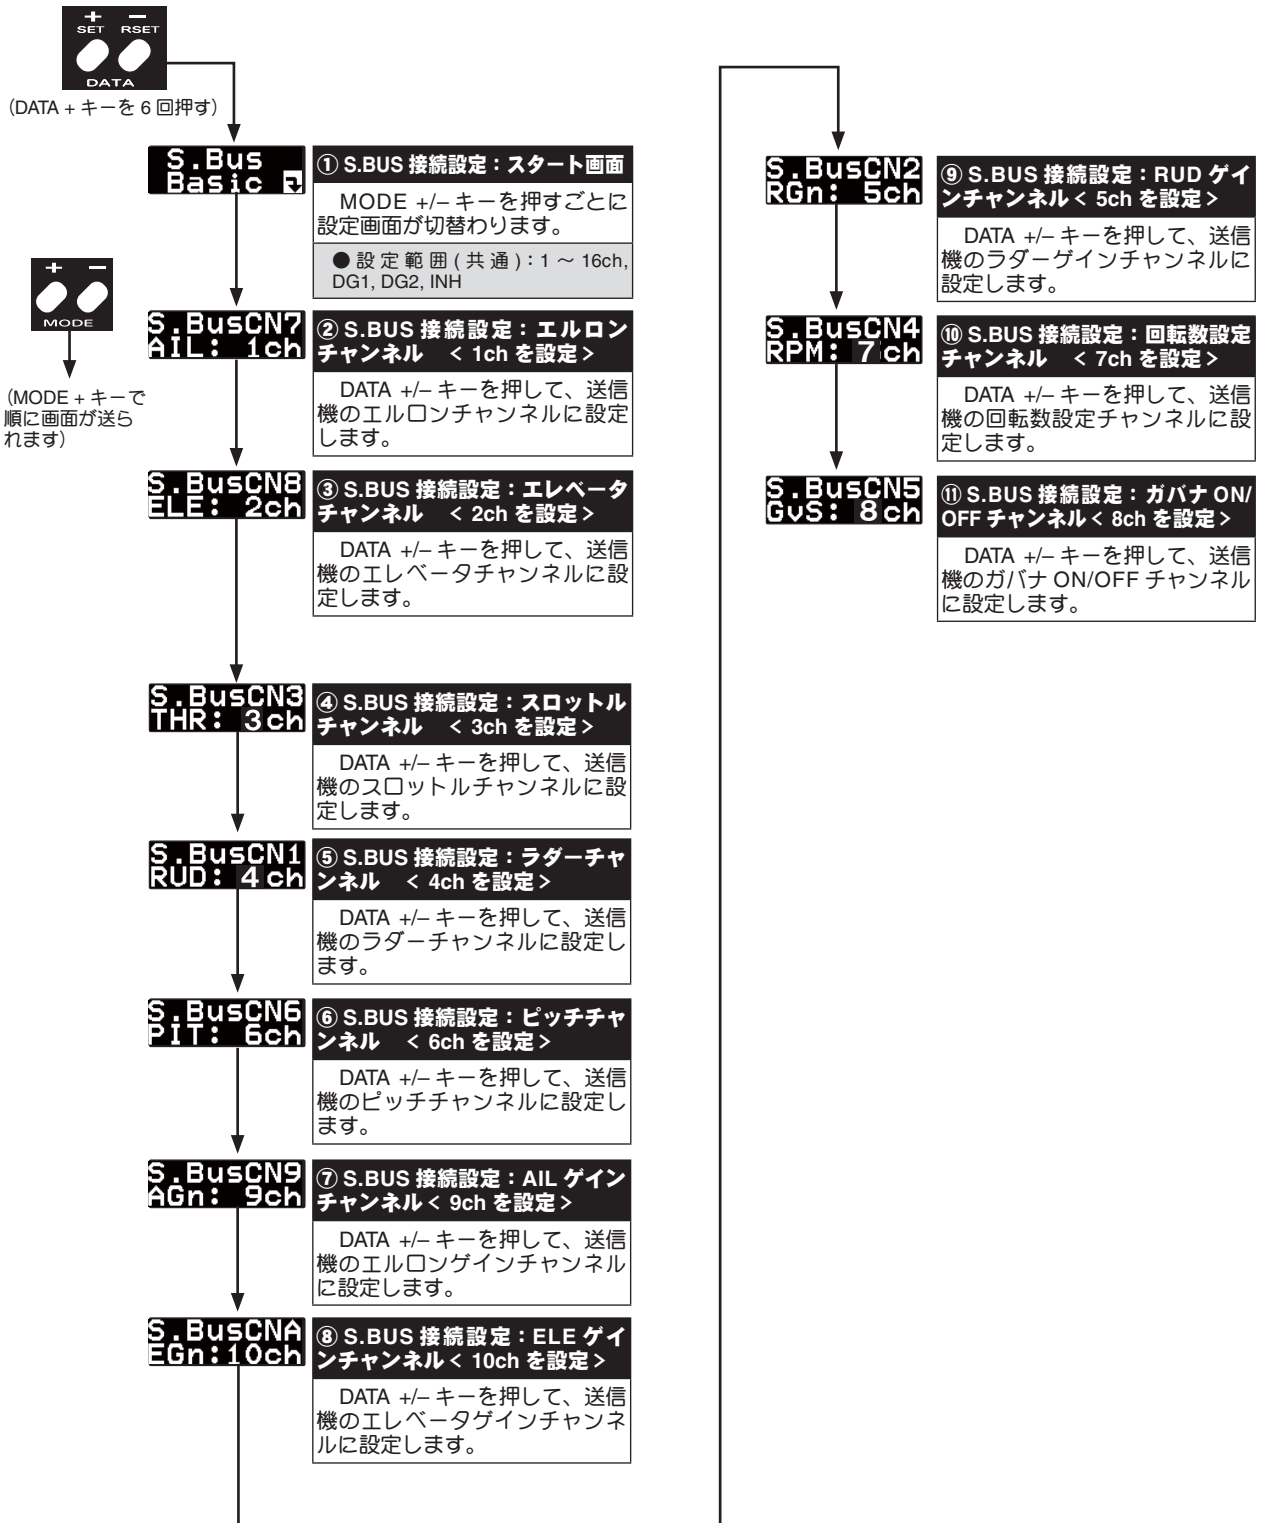 + −
SET RSET
DATA
(DATA + キーを 6 回押す)
S.Bus
Basic
① S.BUS 接続設定：スタート画面
MODE +/– キーを押すごとに
設定画面が切替わります。
● 設 定 範 囲 ( 共 通 )：1 ～ 16ch,
DG1, DG2, INH
+ −
MODE
(MODE + キーで
順に画面が送ら
れます)
S.BusCN7
AIL: 1ch
② S.BUS 接続設定：エルロン
チャンネル < 1ch を設定>
DATA +/– キーを押して、送信
機のエルロンチャンネルに設定
します。
S.BusCN8
ELE: 2ch
③ S.BUS 接続設定：エレベータ
チャンネル < 2ch を設定>
DATA +/– キーを押して、送信
機のエレベータチャンネルに設
定します。
S.BusCN3
THR: 3ch
④ S.BUS 接続設定：スロットル
チャンネル < 3ch を設定>
DATA +/– キーを押して、送信
機のスロットルチャンネルに設
定します。
S.BusCN1
RUD: 4ch
⑤ S.BUS 接続設定：ラダーチャ
ンネル < 4ch を設定>
DATA +/– キーを押して、送信
機のラダーチャンネルに設定し
ます。
S.BusCN6
PIT: 6ch
⑥ S.BUS 接続設定：ピッチチャ
ンネル < 6ch を設定>
DATA +/– キーを押して、送信
機のピッチチャンネルに設定し
ます。
S.BusCN9
AGn: 9ch
⑦ S.BUS 接続設定：AIL ゲイン
チャンネル< 9ch を設定>
DATA +/– キーを押して、送信
機のエルロンゲインチャンネル
に設定します。
S.BusCNA
EGn:10ch
⑧ S.BUS 接続設定：ELE ゲイ
ンチャンネル< 10ch を設定>
DATA +/– キーを押して、送信
機のエレベータゲインチャンネ
ルに設定します。
S.BusCN2
RGn: 5ch
⑨ S.BUS 接続設定：RUD ゲイ
ンチャンネル< 5ch を設定>
DATA +/– キーを押して、送信
機のラダーゲインチャンネルに
設定します。
S.BusCN4
RPM: 7ch
⑩ S.BUS 接続設定：回転数設定
チャンネル < 7ch を設定>
DATA +/– キーを押して、送信
機の回転数設定チャンネルに設
定します。
S.BusCN5
GvS: 8ch
⑪ S.BUS 接続設定：ガバナ ON/
OFF チャンネル< 8ch を設定>
DATA +/– キーを押して、送信
機のガバナ ON/OFF チャンネル
に設定します。